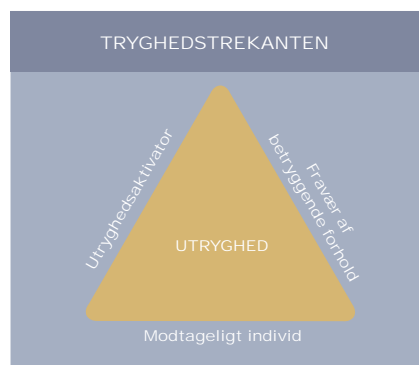 TRYGHEDSTREKANTEN
Utryghedsaktivator
Fravær af
betryggende forhold
UTRYGHED
Modtageligt individ